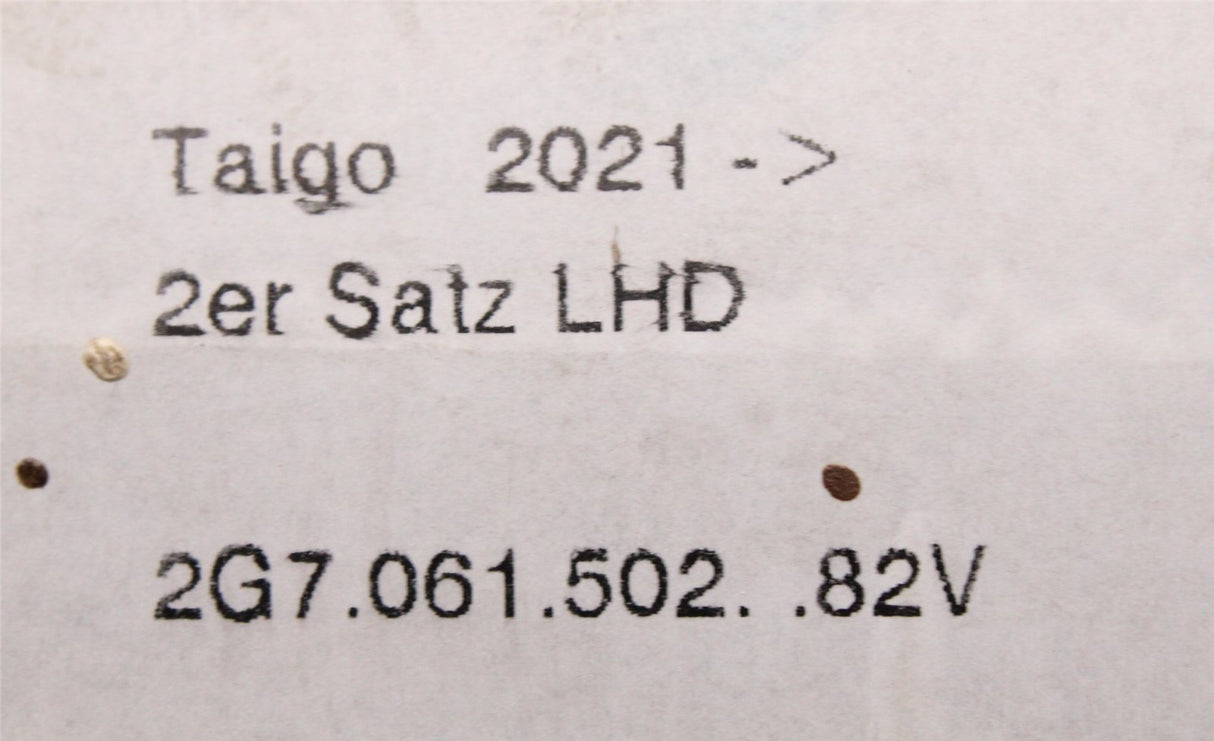 Taigo 2021 - >
2er Satz LHD
2G7.061.502. .82V